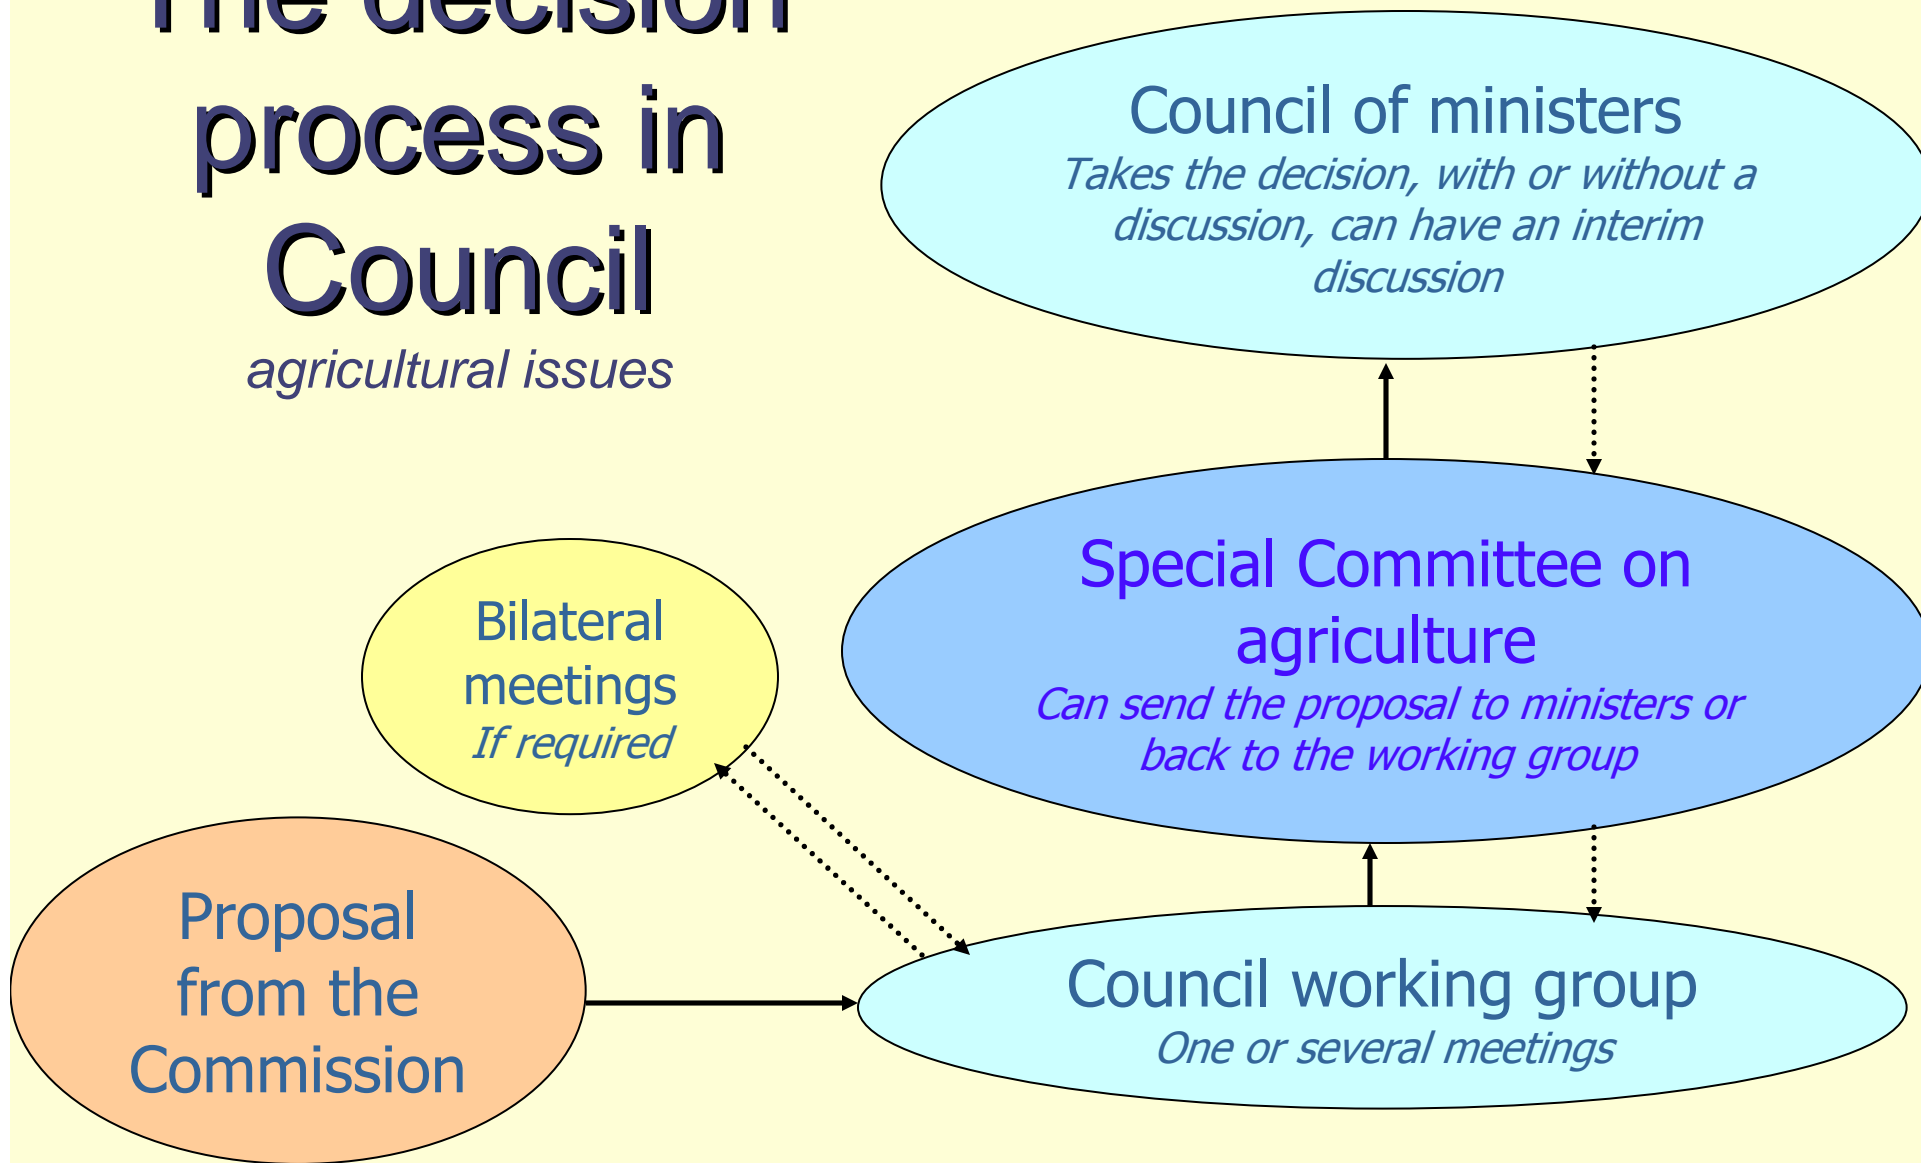 The decision
process in
Council
agricultural issues
Council of ministers
Takes the decision, with or without a
discussion, can have an interim
discussion
Special Committee on
agriculture
Can send the proposal to ministers or
back to the working group
Bilateral
meetings
If required
Proposal
from the
Commission
Council working group
One or several meetings